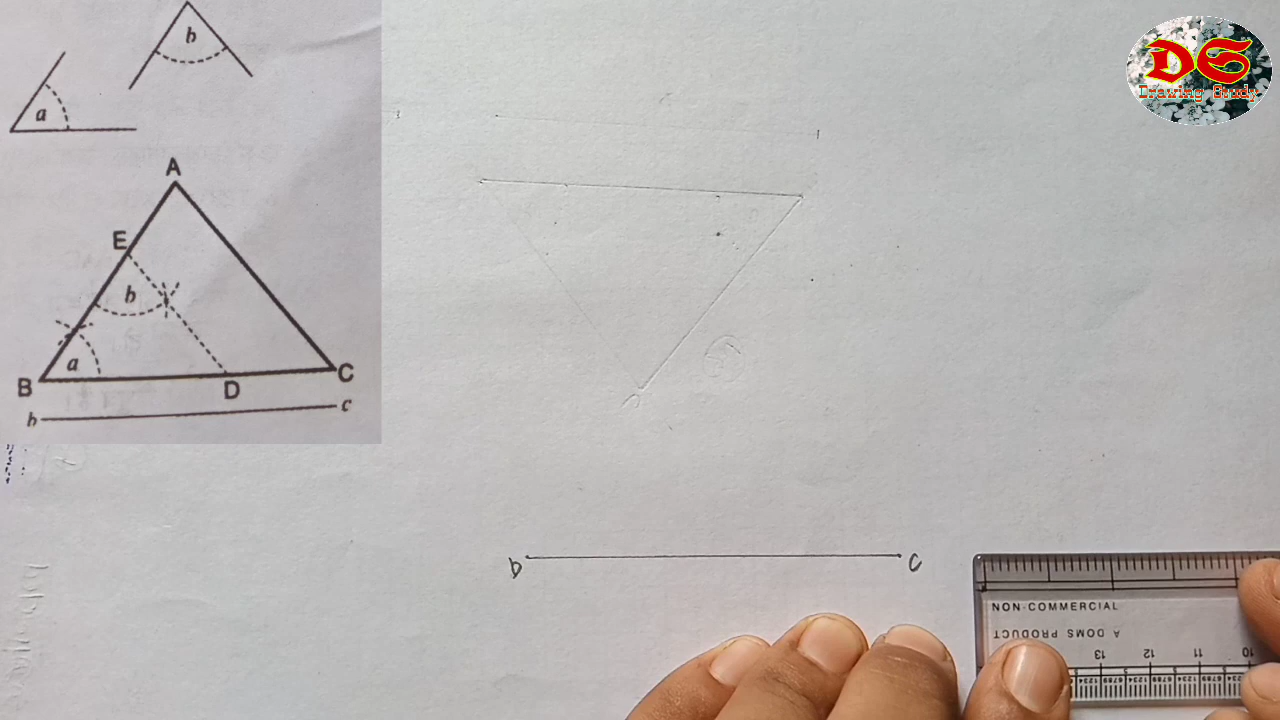 b
a
A
E
b
a
B
D
C
b
c
DS
Drawing Study
b
c
NON-COMMERCIAL
A DOMS PRODUCT
13 12 11 10